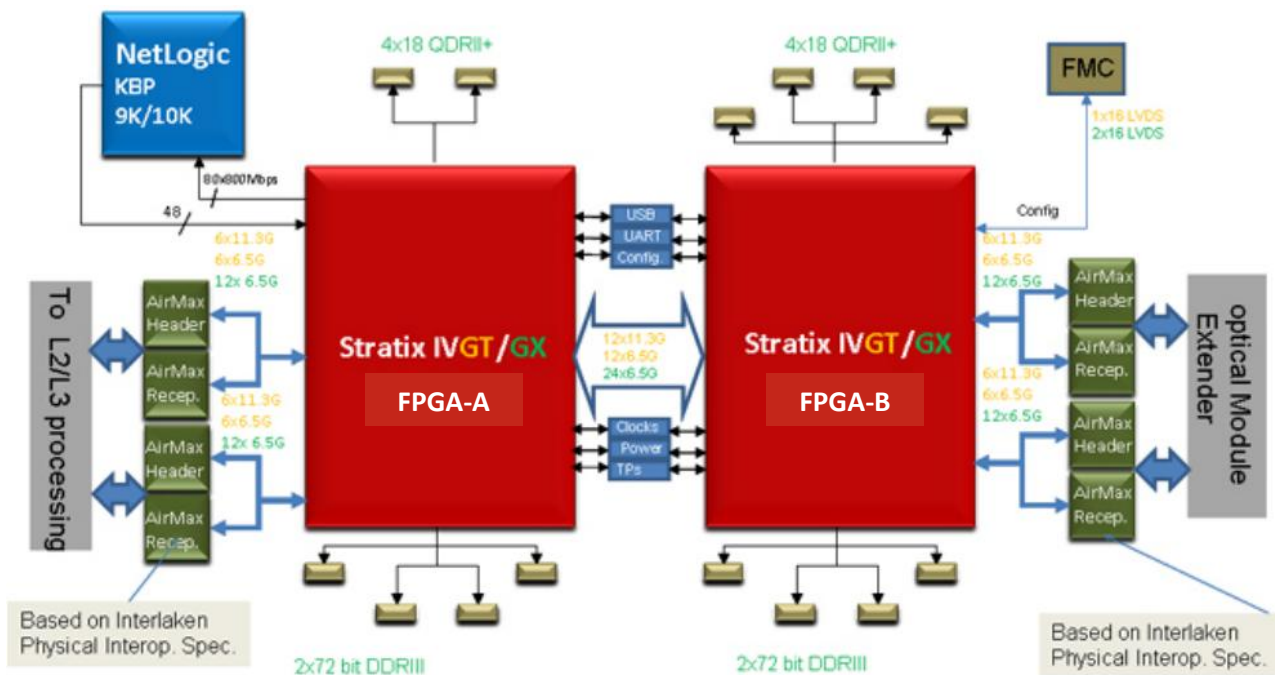 NetLogic
KBP
9K/10K
4x18 QDRII+
4x18 QDRII+
FMC
1x16 LVDS
2x16 LVDS
80x800Mbps
48
Config
USB
UART
Config.
6x11.3G
6x6.5G
12x 6.5G
6x11.3G
6x6.5G
12x6.5G
To L2/L3 processing
AirMax
Header
AirMax
Recep.
AirMax
Header
AirMax
Recep.
6x11.3G
6x6.5G
12x 6.5G
Stratix IVGT/GX
FPGA-A
12x11.3G
12x6.5G
24x6.5G
Stratix IVGT/GX
FPGA-B
Clocks
Power
TPs
6x11.3G
6x6.5G
12x6.5G
AirMax
Header
AirMax
Recep.
AirMax
Header
AirMax
Recep.
optical Module
Extender
Based on Interlaken
Physical Interop. Spec.
2x72 bit DDRIII
2x72 bit DDRIII
Based on Interlaken
Physical Interop. Spec.